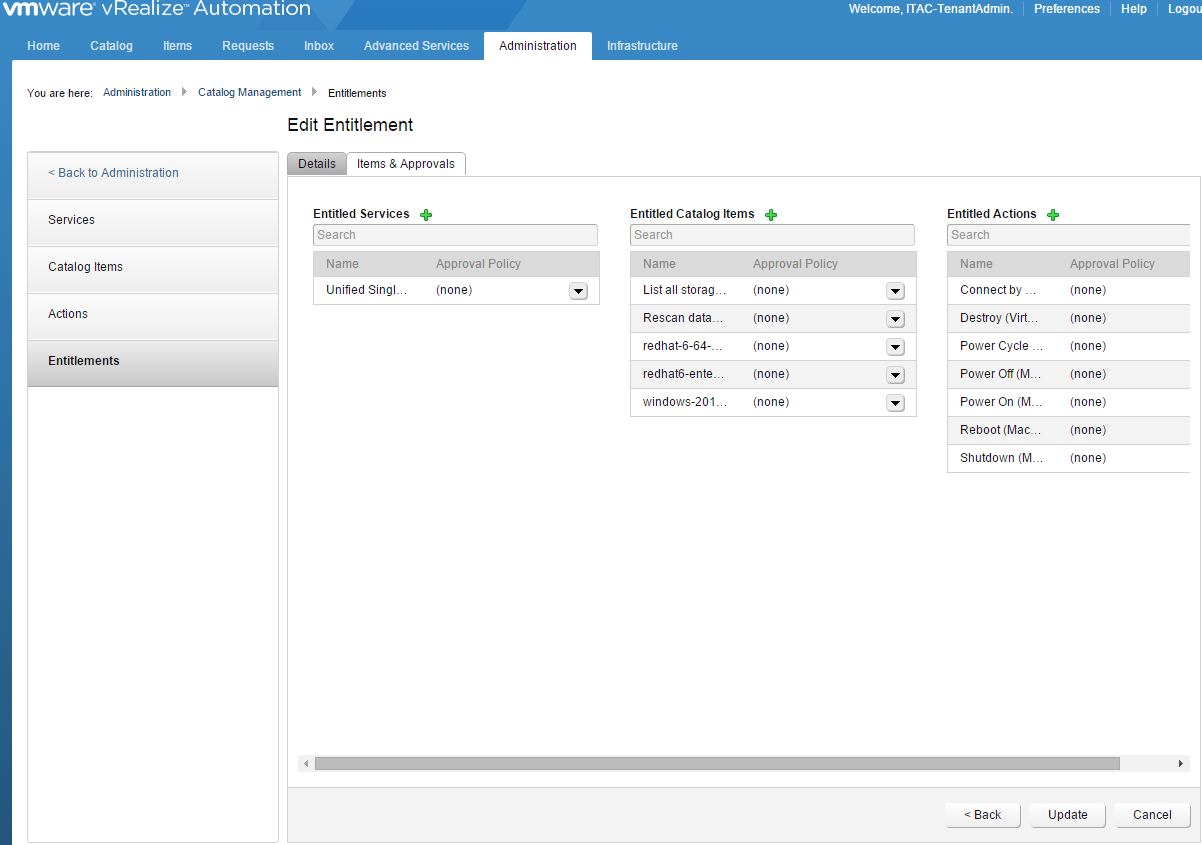 vmware® vRealize™ Automation
Welcome, ITAC-TenantAdmin. Preferences Help Logou
Home Catalog Items Requests Inbox Advanced Services Administration Infrastructure
You are here: Administration Catalog Management Entitlements
Edit Entitlement
< Back to Administration
Services
Catalog Items
Actions
Entitlements
Details Items & Approvals
Entitled Services
Search
Name Approval Policy
Unified Singl... (none)
Entitled Catalog Items
Search
Name Approval Policy
List all storag... (none)
Rescan data... (none)
redhat-6-64-... (none)
redhat6-ente... (none)
windows-201... (none)
Entitled Actions
Search
Name Approval Policy
Connect by ... (none)
Destroy (Virt... (none)
Power Cycle ... (none)
Power Off (M... (none)
Power On (M... (none)
Reboot (Mac... (none)
Shutdown (M... (none)
< Back Update Cancel